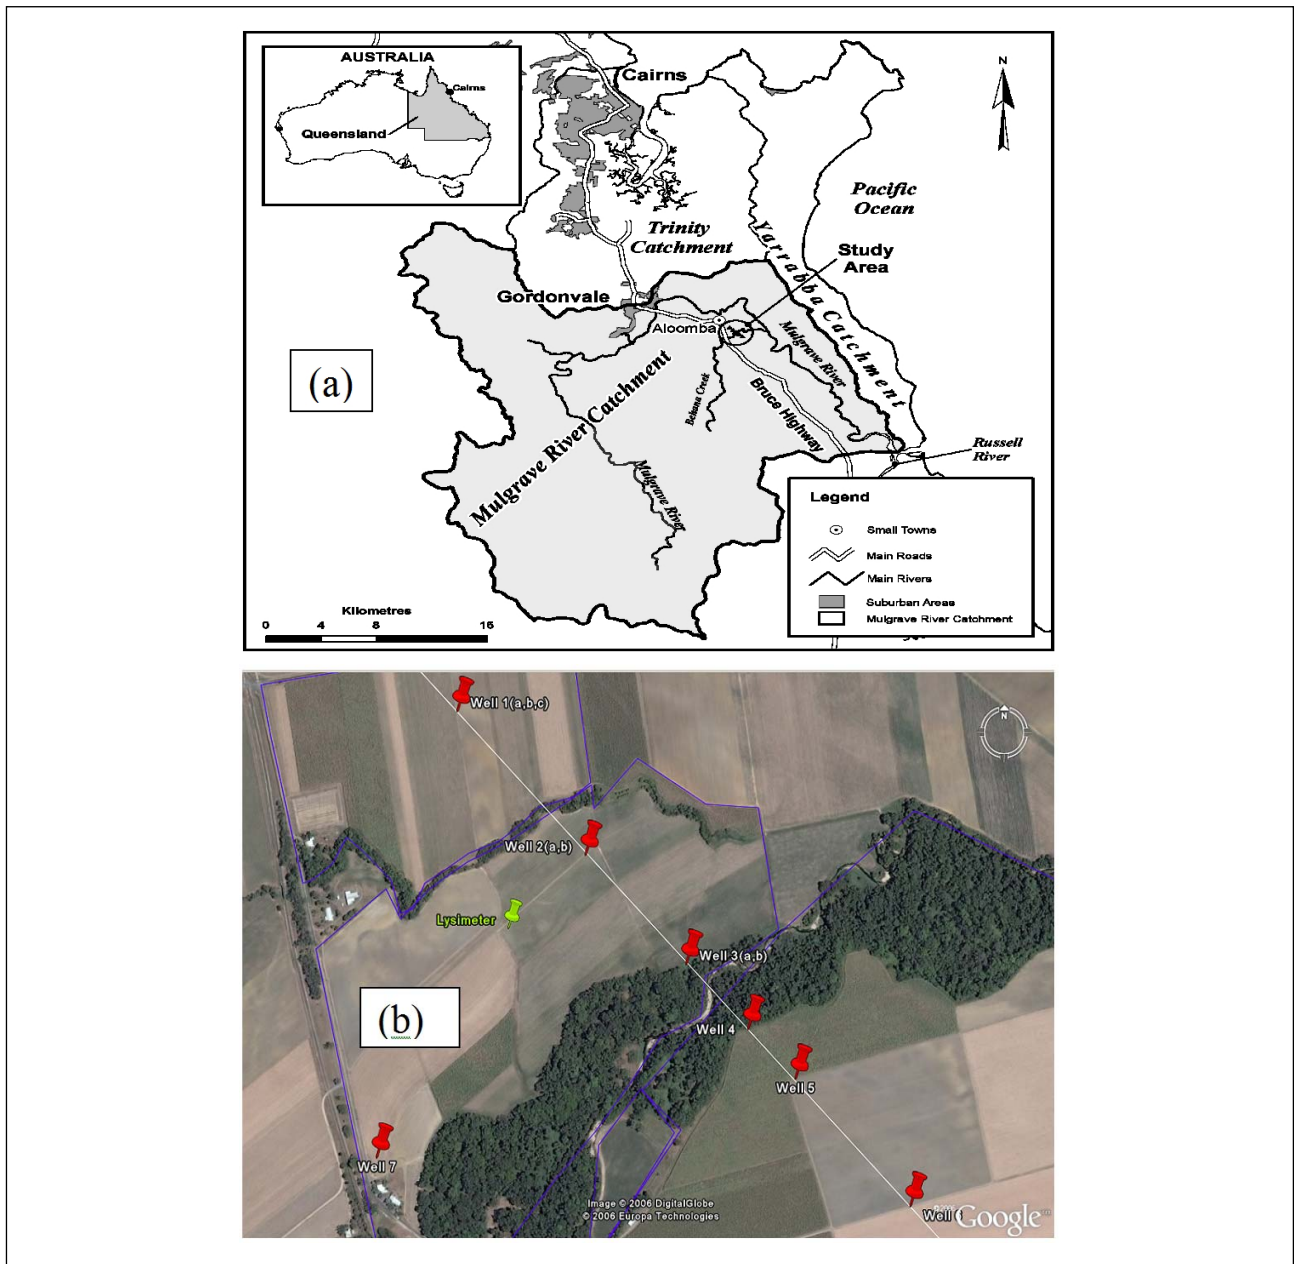 AUSTRALIA
Cairns
Queensland
Cairns
N
Pacific
Ocean
Trinity
Catchment
Yarrabba Catchment
Study
Area
Gordonvale
Aloomba
Mulgrave River
(a)
Mulgrave River Catchment
Behana Creek
Bruce Highway
Russell
River
Mulgrave River
Legend
Small Towns
Main Roads
Main Rivers
Suburban Areas
Mulgrave River Catchment
Kilometres
0 4 8 16
Well 1(a,b,c)
N
Well 2(a,b)
Lysimeter
Well 3(a,b)
(b)
Well 4
Well 5
Well 7
Image © 2006 DigitalGlobe
© 2006 Europa Technologies
Well
Google